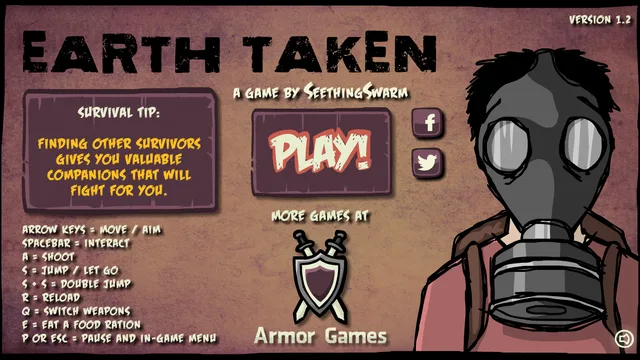 VERSION 1.2
EARTH TAKEN
A GAME BY SEETHINGSWARM
SURVIVAL TIP:
FINDING OTHER SURVIVORS
GIVES YOU VALUABLE
COMPANIONS THAT WILL
FIGHT FOR YOU.
PLAY!
f
MORE GAMES AT
Armor Games
ARROW KEYS = MOVE / AIM
SPACEBAR = INTERACT
A = SHOOT
S = JUMP / LET GO
S + S = DOUBLE JUMP
R = RELOAD
Q = SWITCH WEAPONS
E = EAT A FOOD RATION
P OR ESC = PAUSE AND IN-GAME MENU